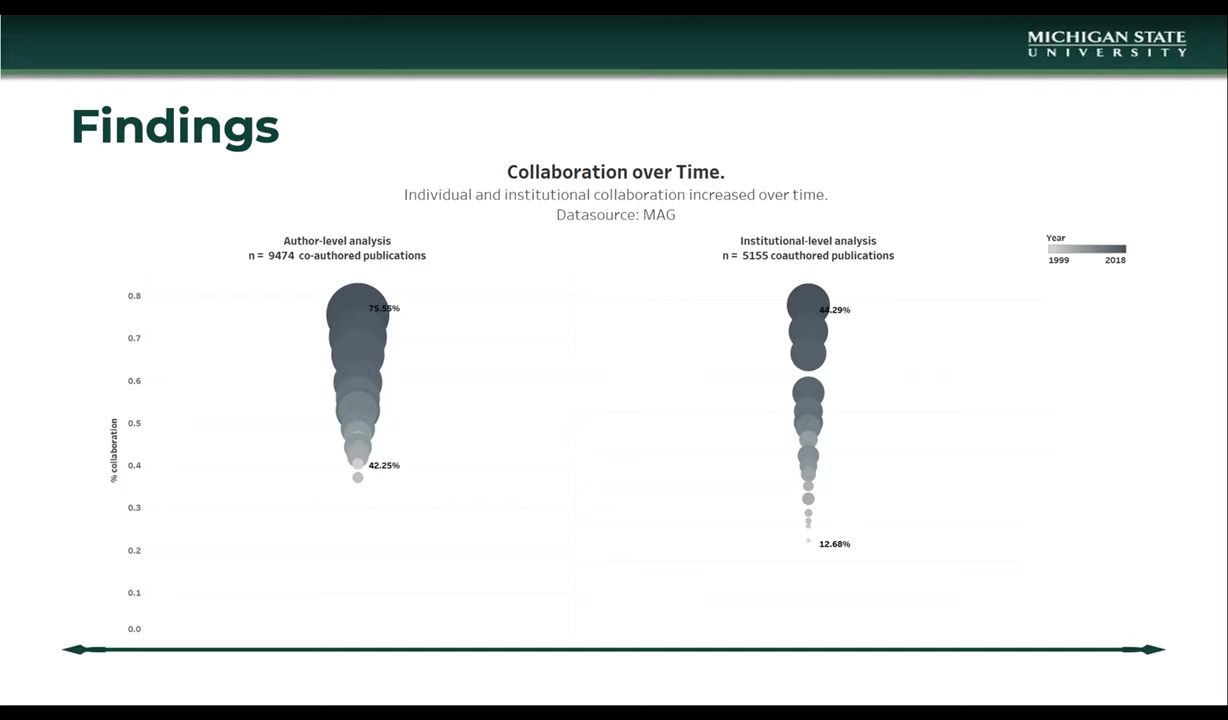 MICHIGAN STATE
UNIVERSITY
Findings
Collaboration over Time.
Individual and institutional collaboration increased over time.
Datasource: MAG
Author-level analysis
n = 9474 co-authored publications
Institutional-level analysis
n = 5155 coauthored publications
Year
1999 2018
% collaboration
0.8
0.7
0.6
0.5
0.4
0.3
0.2
0.1
0.0
75.55%
42.25%
44.29%
12.68%